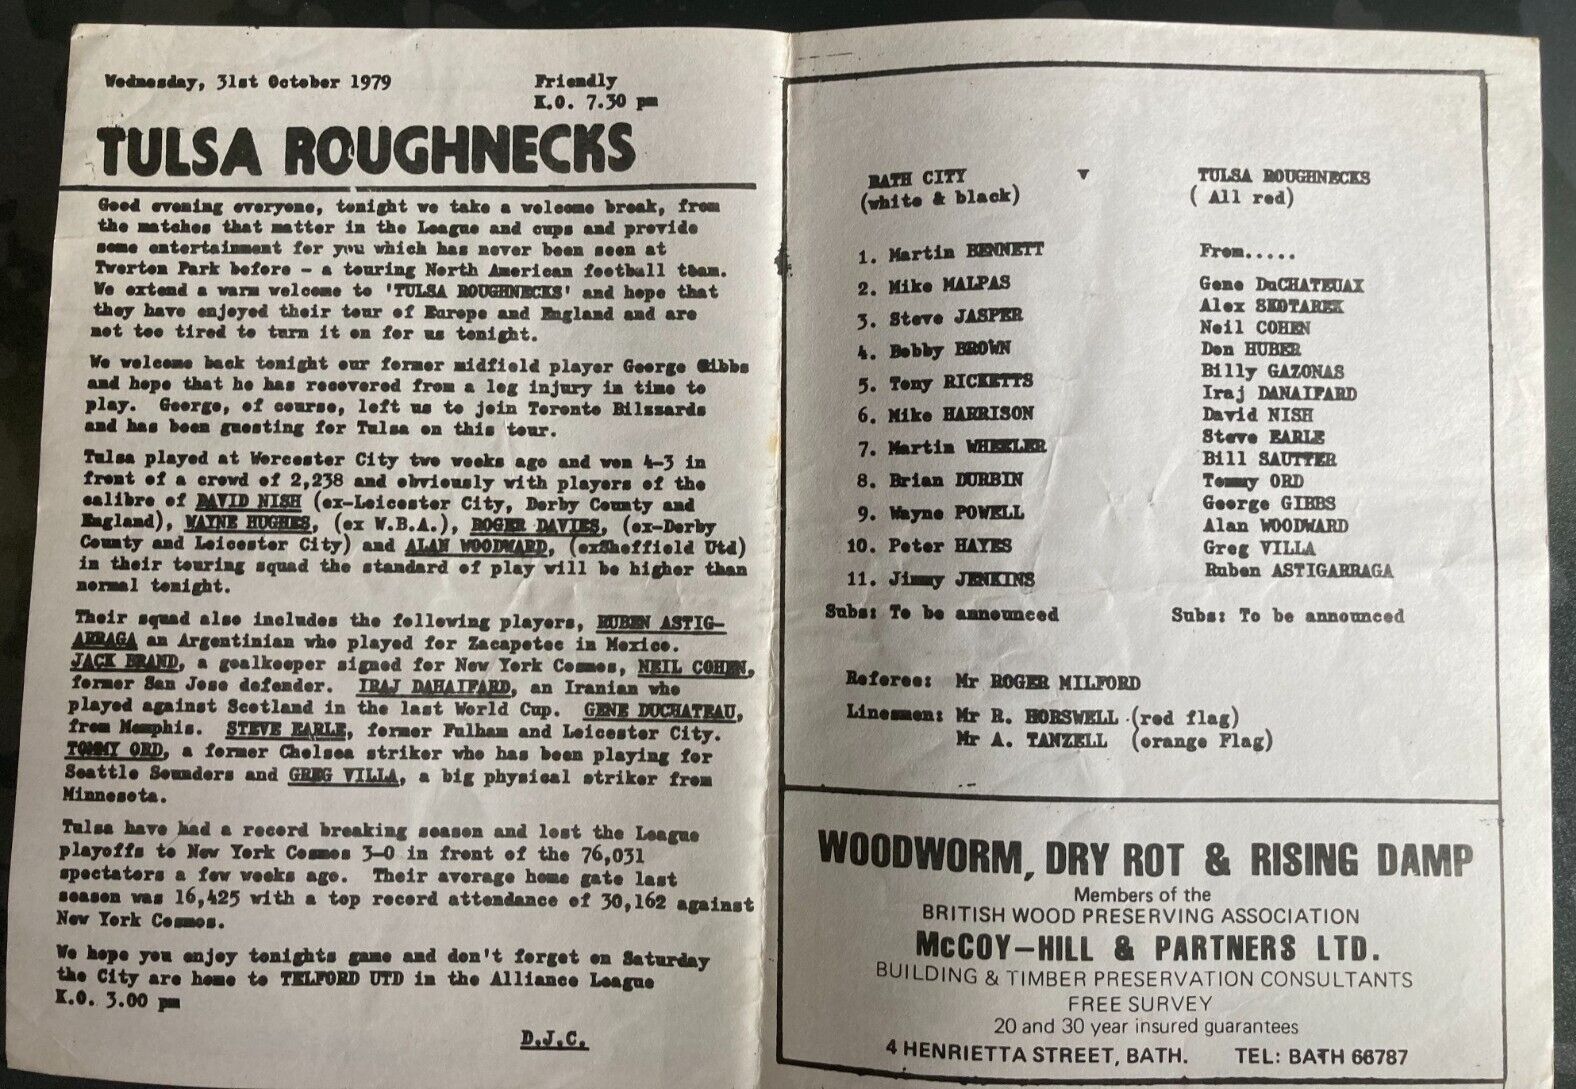 Wednesday, 31st October 1979
Friendly
K.O. 7.30 pm
TULSA ROUGHNECKS
Good evening everyone, tonight we take a welcome break, from
the matches that matter in the League and cups and provide
some entertainment for you which has never been seen at
Twerton Park before - a touring North American football team.
We extend a warm welcome to 'TULSA ROUGHNECKS' and hope that
they have enjoyed their tour of Europe and England and are
not too tired to turn it on for us tonight.
We welcome back tonight our former midfield player George Gibbs
and hope that he has recovered from a leg injury in time to
play. George, of course, left us to join Toronto Bilzzards
and has been guesting for Tulsa on this tour.
Tulsa played at Worcester City two weeks ago and won 4-3 in
front of a crowd of 2,238 and obviously with players of the
calibre of DAVID NISH (ex-Leicester City, Derby County and
England), WAYNE HUGHES, (ex W.B.A.), ROGER DAVIES, (ex-Derby
County and Leicester City) and ALAN WOODWARD, (exSheffield Utd)
in their touring squad the standard of play will be higher than
normal tonight.
Their squad also includes the following players, RUBEN ASTIG-
ARRAGA an Argentinian who played for Zacapetec in Mexico.
JACK BRAND, a goalkeeper signed for New York Cosmos, NEIL COHEN,
former San Jose defender. IRAJ DAHAIFARD, an Iranian who
played against Scotland in the last World Cup. GENE DUCHATEAU,
from Memphis. STEVE EARLE, former Fulham and Leicester City.
TOMMY ORD, a former Chelsea striker who has been playing for
Seattle Sounders and GREG VILLA, a big physical striker from
Minnesota.
Tulsa have had a record breaking season and lost the League
playoffs to New York Cosmos 3-0 in front of the 76,031
spectators a few weeks ago. Their average home gate last
season was 16,425 with a top record attendance of 30,162 against
New York Cosmos.
We hope you enjoy tonights game and don't forget on Saturday
the City are home to TELFORD UTD in the Alliance League
K.O. 3.00 pm
D.J.C.
BATH CITY v TULSA ROUGHNECKS
(white & black) ( All red)
1. Martin BENNETT
2. Mike MALPAS
3. Steve JASPER
4. Bobby BROWN
5. Tony RICKETTS
6. Mike HARRISON
7. Martin WHEELER
8. Brian DURBIN
9. Wayne POWELL
10. Peter HAYES
11. Jimmy JENKINS
Subs: To be announced
From.....
Gene DuCHATEUAX
Alex SKOTAREK
Neil COHEN
Don HUBER
Billy GAZONAS
Iraj DANAIFARD
David NISH
Steve EARLE
Bill SAUTTER
Tommy ORD
George GIBBS
Alan WOODWARD
Greg VILLA
Ruben ASTIGARRAGA
Subs: To be announced
Referee: Mr ROGER MILFORD
Linesmen: Mr R. HORSWELL (red flag)
Mr A. TANZELL (orange Flag)
WOODWORM, DRY ROT & RISING DAMP
Members of the
BRITISH WOOD PRESERVING ASSOCIATION
McCOY-HILL & PARTNERS LTD.
BUILDING & TIMBER PRESERVATION CONSULTANTS
FREE SURVEY
20 and 30 year insured guarantees
4 HENRIETTA STREET, BATH. TEL: BATH 66787